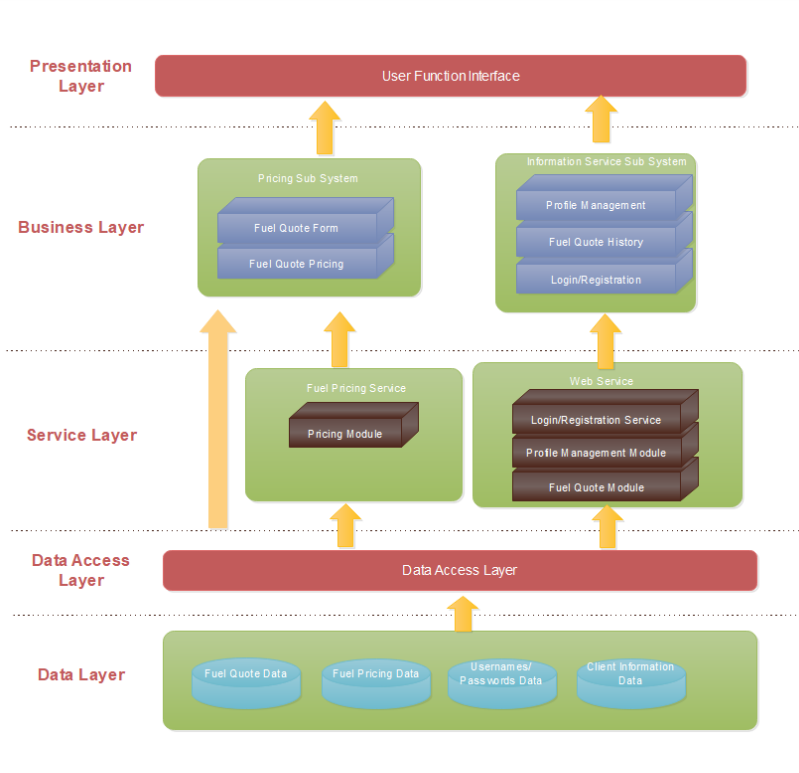 Presentation
Layer
User Function Interface
Business Layer
Pricing Sub System
Fuel Quote Form
Fuel Quote Pricing
Information Service Sub System
Profile Management
Fuel Quote History
Login/Registration
Service Layer
Fuel Pricing Service
Pricing Module
Web Service
Login/Registration Service
Profile Management Module
Fuel Quote Module
Data Access
Layer
Data Access Layer
Data Layer
Fuel Quote Data
Fuel Pricing Data
Usernames/
Passwords Data
Client Information
Data